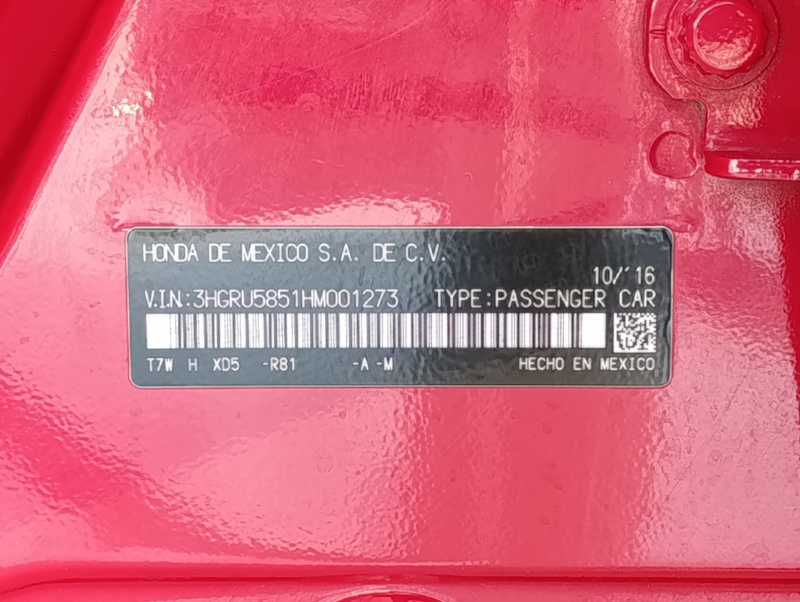 HONDA DE MEXICO S.A. DE C.V.
10/'16
V.I.N.:3HGRU5851HM001273 TYPE:PASSENGER CAR
T7W H XD5 -R81 -A -M HECHO EN MEXICO